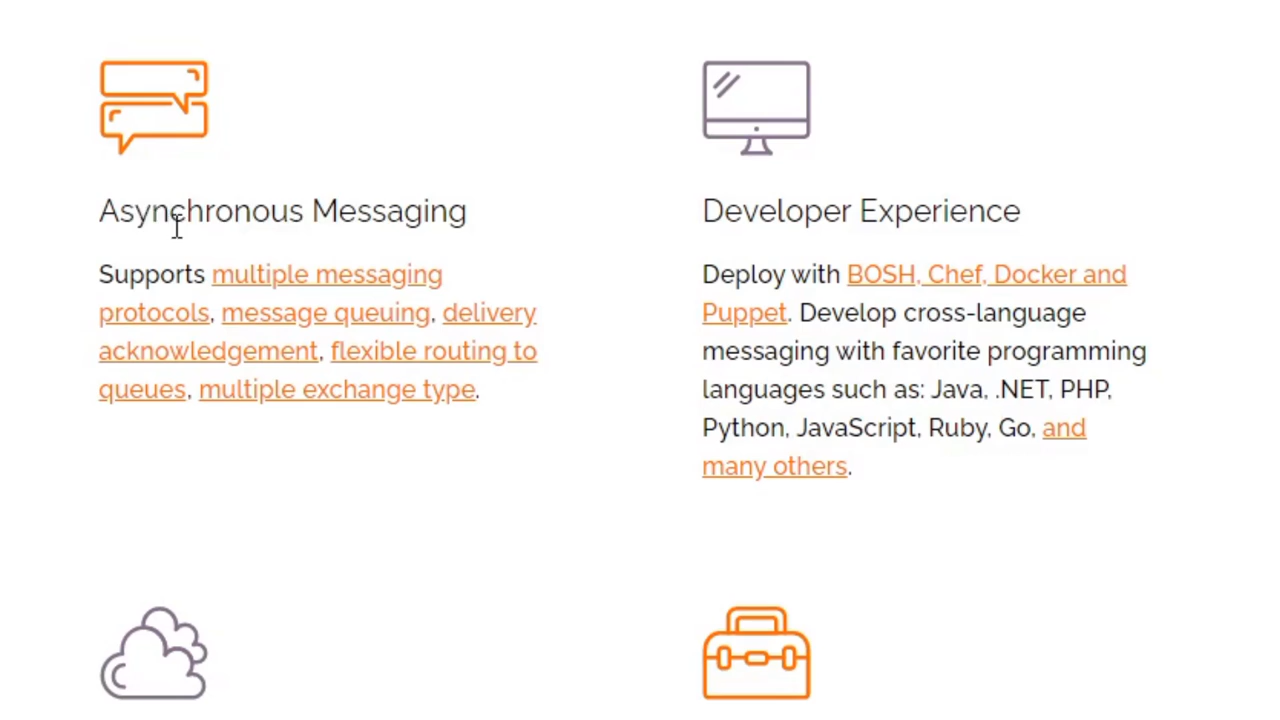 Asynchronous Messaging
Supports multiple messaging
protocols, message queuing, delivery
acknowledgement, flexible routing to
queues, multiple exchange type.
Developer Experience
Deploy with BOSH, Chef, Docker and
Puppet. Develop cross-language
messaging with favorite programming
languages such as: Java, .NET, PHP,
Python, JavaScript, Ruby, Go, and
many others.